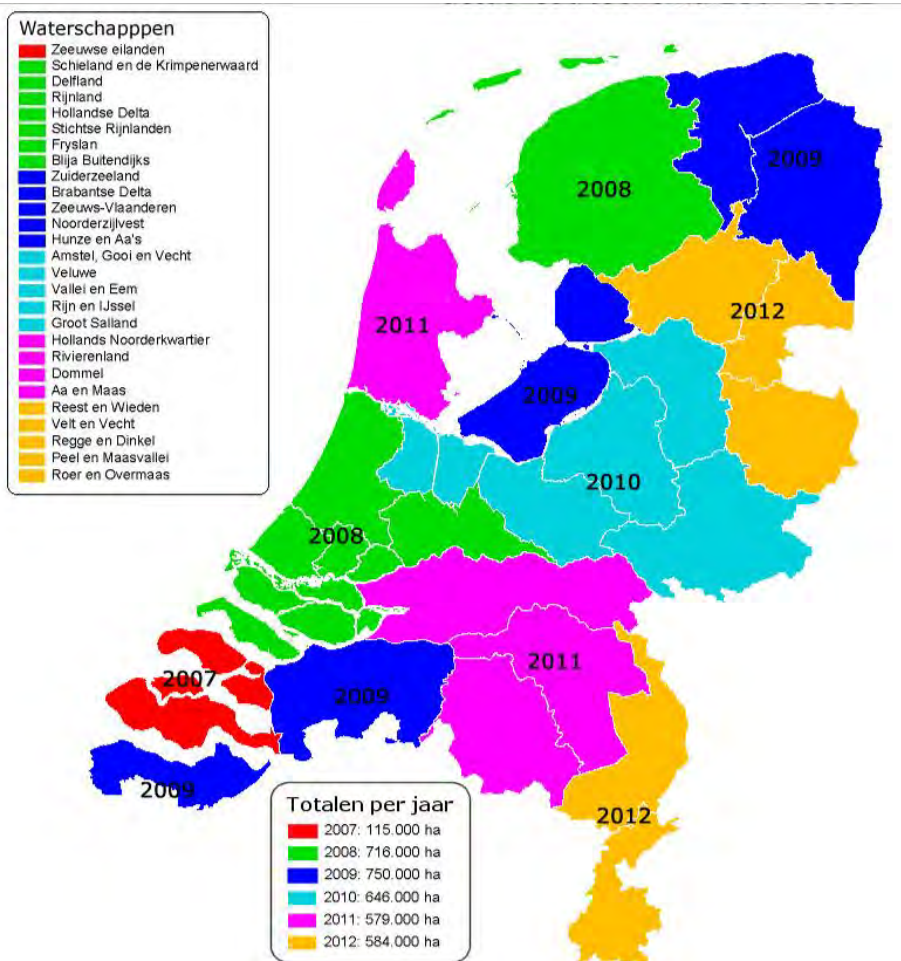 Waterschapppen
Zeeuwse eilanden
Schieland en de Krimpenerwaard
Delfland
Rijnland
Hollandse Delta
Stichtse Rijnlanden
Fryslan
Blija Buitendijks
Zuiderzeeland
Brabantse Delta
Zeeuws-Vlaanderen
Noorderzijlvest
Hunze en Aa's
Amstel, Gooi en Vecht
Veluwe
Vallei en Eem
Rijn en IJssel
Groot Salland
Hollands Noorderkwartier
Rivierenland
Dommel
Aa en Maas
Reest en Wieden
Velt en Vecht
Regge en Dinkel
Peel en Maasvallei
Roer en Overmaas
2009
2008
2012
2011
2009
2010
2008
2011
2007
2009
2009
2012
Totalen per jaar
2007: 115.000 ha
2008: 716.000 ha
2009: 750.000 ha
2010: 646.000 ha
2011: 579.000 ha
2012: 584.000 ha